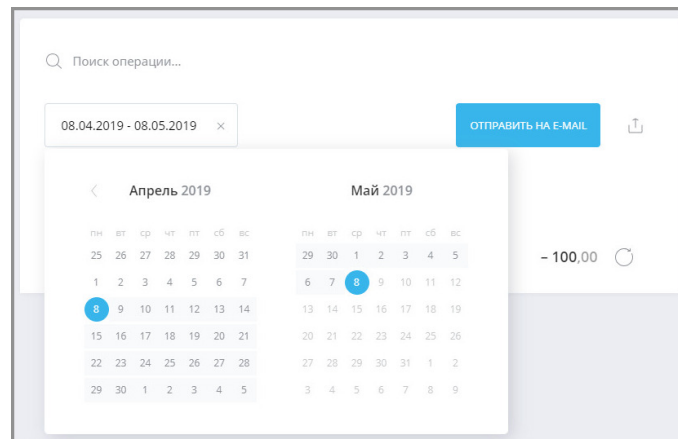 Поиск операции...
08.04.2019 - 08.05.2019 ×
ОТПРАВИТЬ НА E-MAIL
Апрель 2019
пн вт ср чт пт сб вс
25 26 27 28 29 30 31
1 2 3 4 5 6 7
8 9 10 11 12 13 14
15 16 17 18 19 20 21
22 23 24 25 26 27 28
29 30 1 2 3 4 5
Май 2019
пн вт ср чт пт сб вс
29 30 1 2 3 4 5
6 7 8 9 10 11 12
13 14 15 16 17 18 19
20 21 22 23 24 25 26
27 28 29 30 31 1 2
3 4 5 6 7 8 9
– 100,00